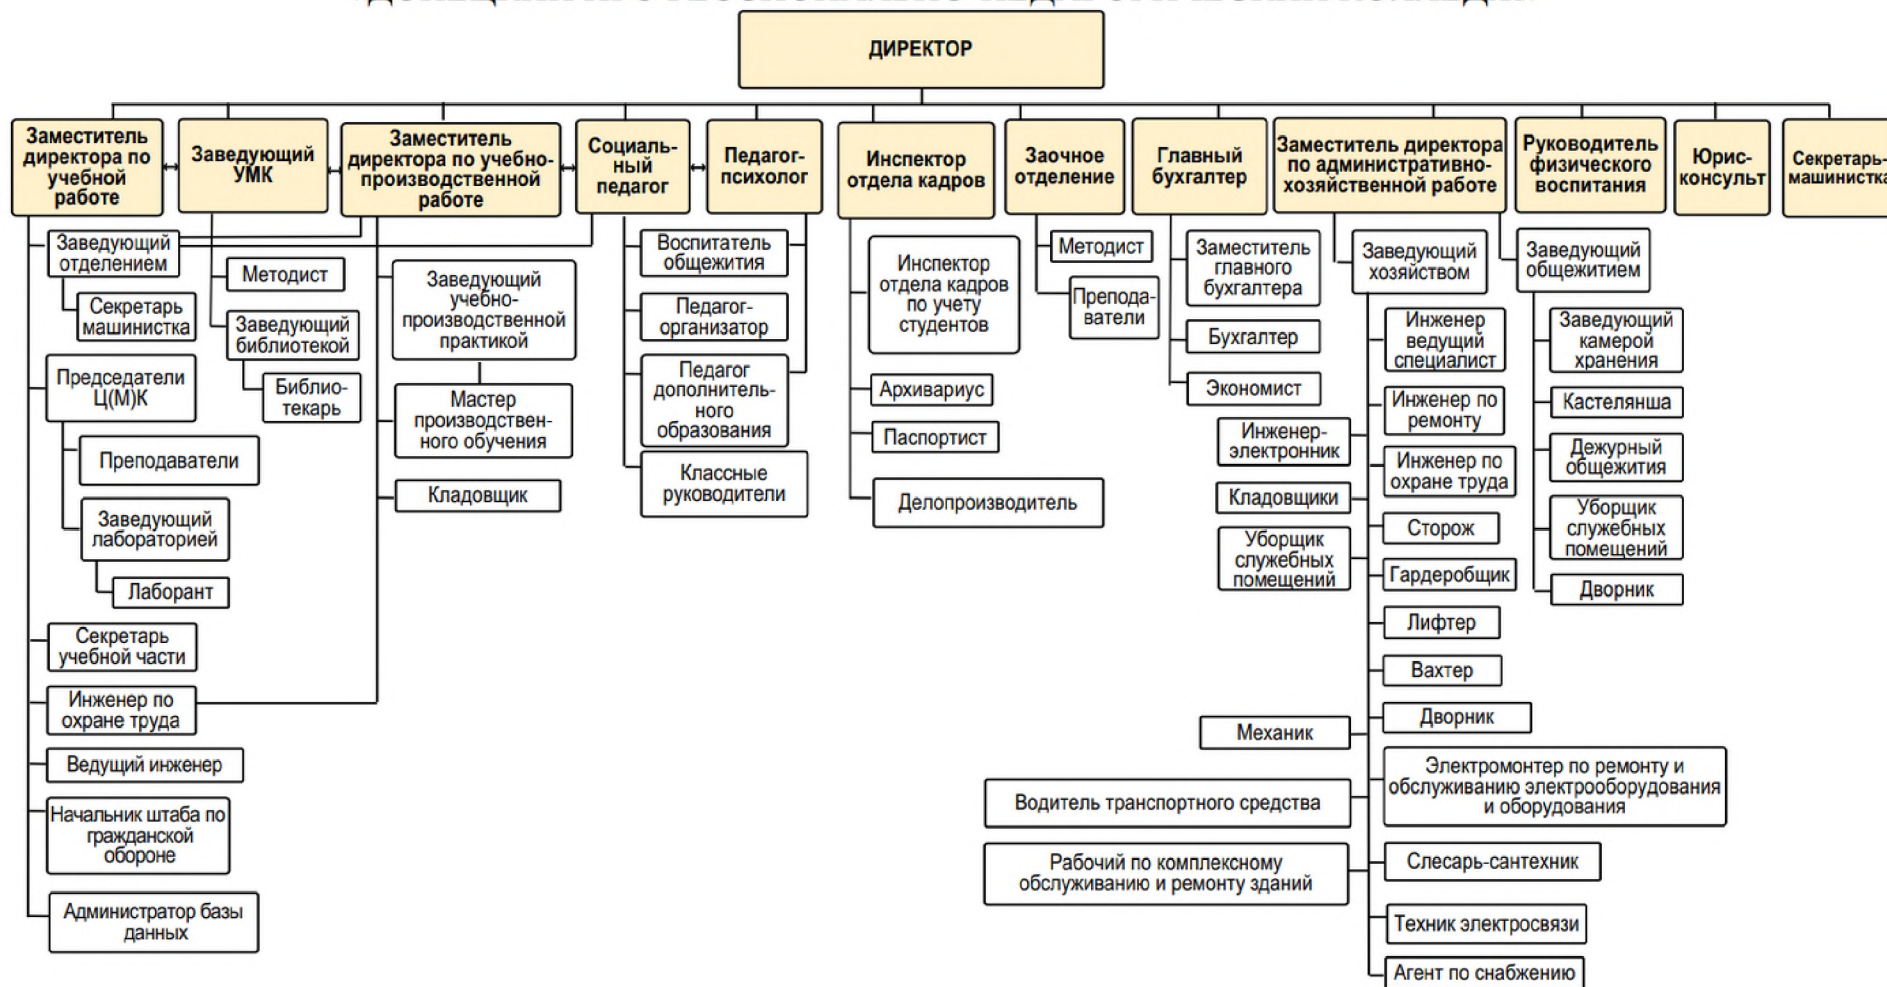 ДИРЕКТОР
Заместитель
директора по
учебной
работе
Заведующий
УМК
Заместитель
директора по учебно-
производственной
работе
Социаль-
ный
педагог
Педагог-
психолог
Инспектор
отдела кадров
Заочное
отделение
Главный
бухгалтер
Заместитель директора
по административно-
хозяйственной работе
Руководитель
физического
воспитания
Юрис-
консульт
Секретарь-
машинистка
Заведующий
отделением
Секретарь
машинистка
Председатели
Ц(М)К
Преподаватели
Заведующий
лабораторией
Лаборант
Секретарь
учебной части
Инженер по
охране труда
Ведущий инженер
Начальник штаба по
гражданской
обороне
Администратор базы
данных
Методист
Заведующий
библиотекой
Библио-
текарь
Заведующий
учебно-
производственной
практикой
Мастер
производствен-
ного обучения
Кладовщик
Воспитатель
общежития
Педагог-
организатор
Педагог
дополнитель-
ного
образования
Классные
руководители
Инспектор
отдела кадров
по учету
студентов
Архивариус
Паспортист
Делопроизводитель
Методист
Препода-
ватели
Заместитель
главного
бухгалтера
Бухгалтер
Экономист
Заведующий
хозяйством
Инженер-
электронник
Кладовщики
Уборщик
служебных
помещений
Механик
Водитель транспортного средства
Рабочий по комплексному
обслуживанию и ремонту зданий
Инженер
ведущий
специалист
Инженер по
ремонту
Инженер по
охране труда
Сторож
Гардеробщик
Лифтер
Вахтер
Дворник
Электромонтер по ремонту и
обслуживанию электрооборудования
и оборудования
Слесарь-сантехник
Техник электросвязи
Агент по снабжению
Заведующий
общежитием
Заведующий
камерой
хранения
Кастелянша
Дежурный
общежития
Уборщик
служебных
помещений
Дворник